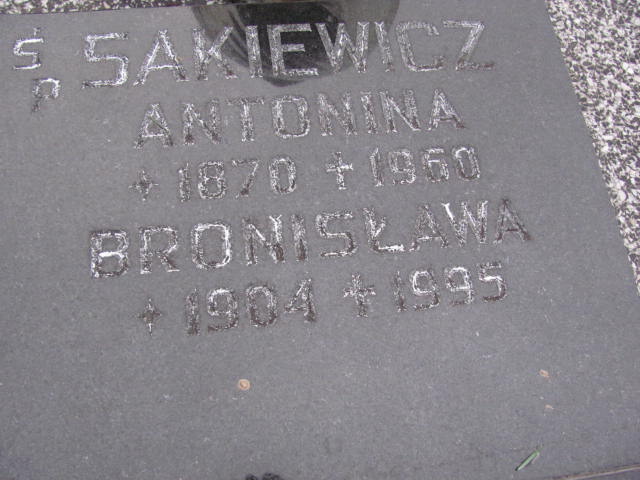 Ś SAKIEWICZ
P
ANTONINA
1870 ✝ 1960
BRONISŁAWA
1904 ✝ 1995